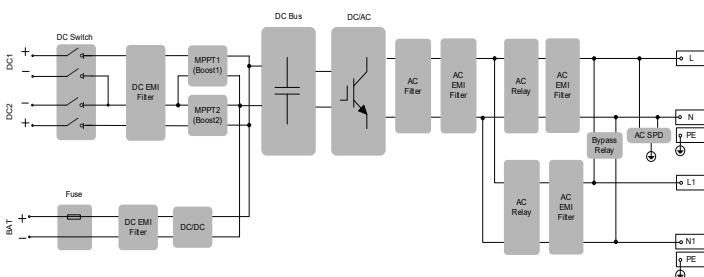 DC Bus
DC/AC
DC Switch
DC1
+
−
DC2
−
+
DC EMI
Filter
MPPT1
(Boost1)
MPPT2
(Boost2)
AC
Filter
AC
EMI
Filter
AC
Relay
AC
EMI
Filter
L
N
PE
Bypass
Relay
AC SPD
AC
Relay
AC
EMI
Filter
L1
N1
PE
Fuse
BAT
+
−
DC EMI
Filter
DC/DC